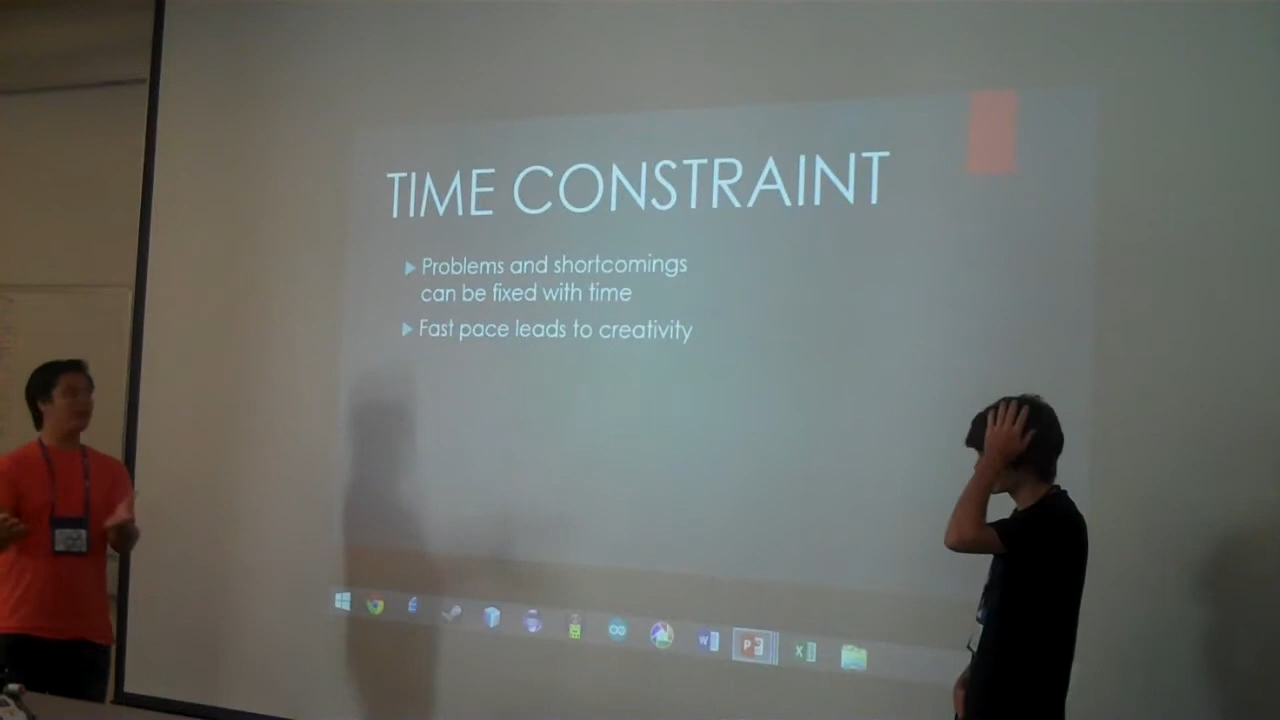 TIME CONSTRAINT
Problems and shortcomings
can be fixed with time
Fast pace leads to creativity